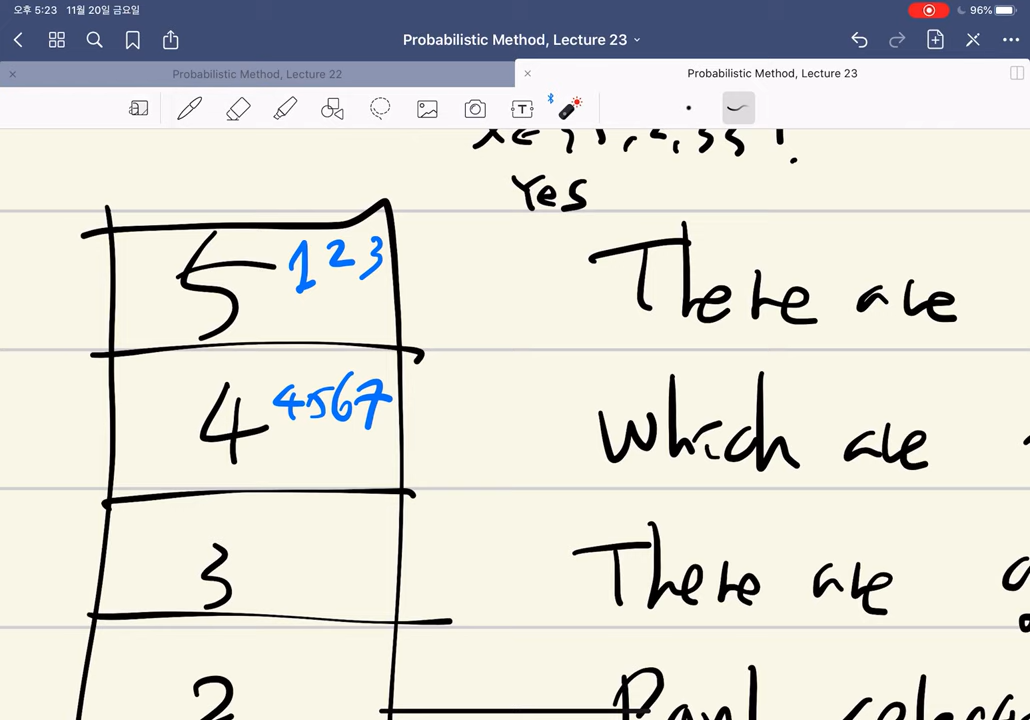 오후 5:23 11월 20일 금요일 96%
Probabilistic Method, Lecture 23
Probabilistic Method, Lecture 22
Probabilistic Method, Lecture 23
Yes
5 1 2 3
There are
4 4 5 6 7
Which are
3
There are
2